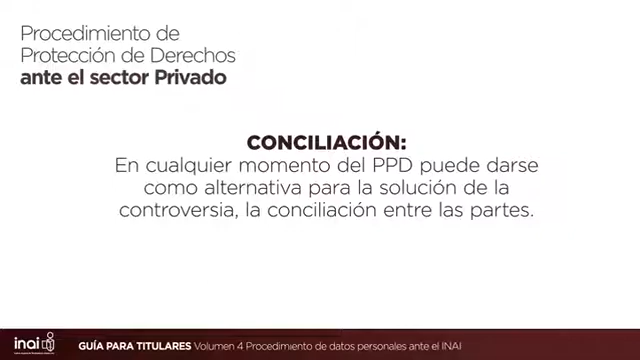 Procedimiento de
Protección de Derechos
ante el sector Privado
CONCILIACIÓN:
En cualquier momento del PPD puede darse
como alternativa para la solución de la
controversia, la conciliación entre las partes.
inai
GUÍA PARA TITULARES Volumen 4 Procedimiento de datos personales ante el INAI